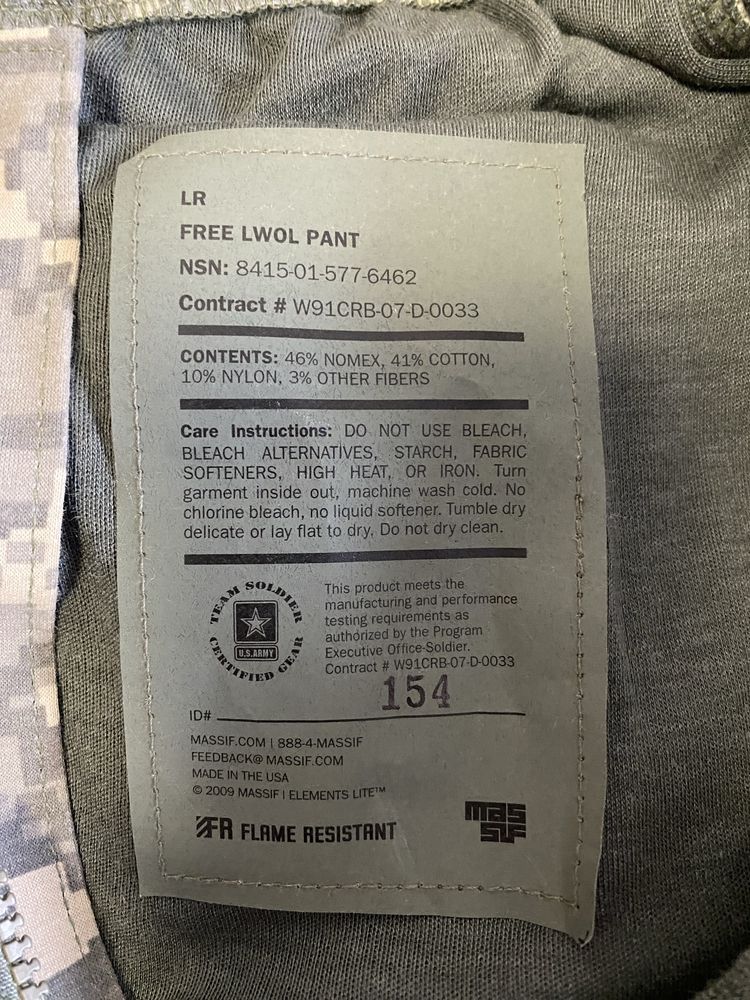 LR
FREE LWOL PANT
NSN: 8415-01-577-6462
Contract # W91CRB-07-D-0033
CONTENTS: 46% NOMEX, 41% COTTON,
10% NYLON, 3% OTHER FIBERS
Care Instructions: DO NOT USE BLEACH,
BLEACH ALTERNATIVES, STARCH, FABRIC
SOFTENERS, HIGH HEAT, OR IRON. Turn
garment inside out, machine wash cold. No
chlorine bleach, no liquid softener. Tumble dry
delicate or lay flat to dry. Do not dry clean.
TEAM SOLDIER
U.S.ARMY
CERTIFIED GEAR
This product meets the
manufacturing and performance
testing requirements as
authorized by the Program
Executive Office-Soldier.
Contract # W91CRB-07-D-0033
154
ID#
MASSIF.COM | 888-4-MASSIF
FEEDBACK@ MASSIF.COM
MADE IN THE USA
© 2009 MASSIF | ELEMENTS LITE™
FR FLAME RESISTANT
mas
sif